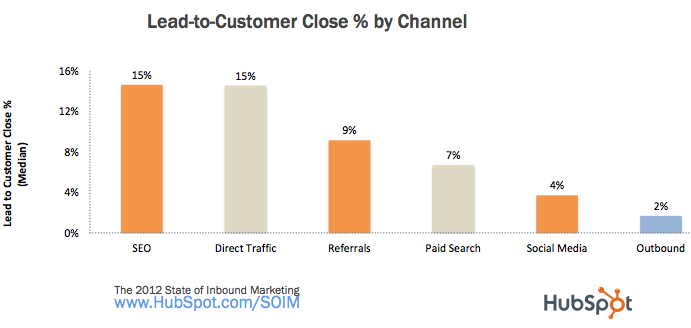 Lead-to-Customer Close % by Channel
Lead to Customer Close %
(Median)
16%
12%
8%
4%
0%
15%
15%
9%
7%
4%
2%
SEO
Direct Traffic
Referrals
Paid Search
Social Media
Outbound
The 2012 State of Inbound Marketing
www.HubSpot.com/SOIM
HubSpot